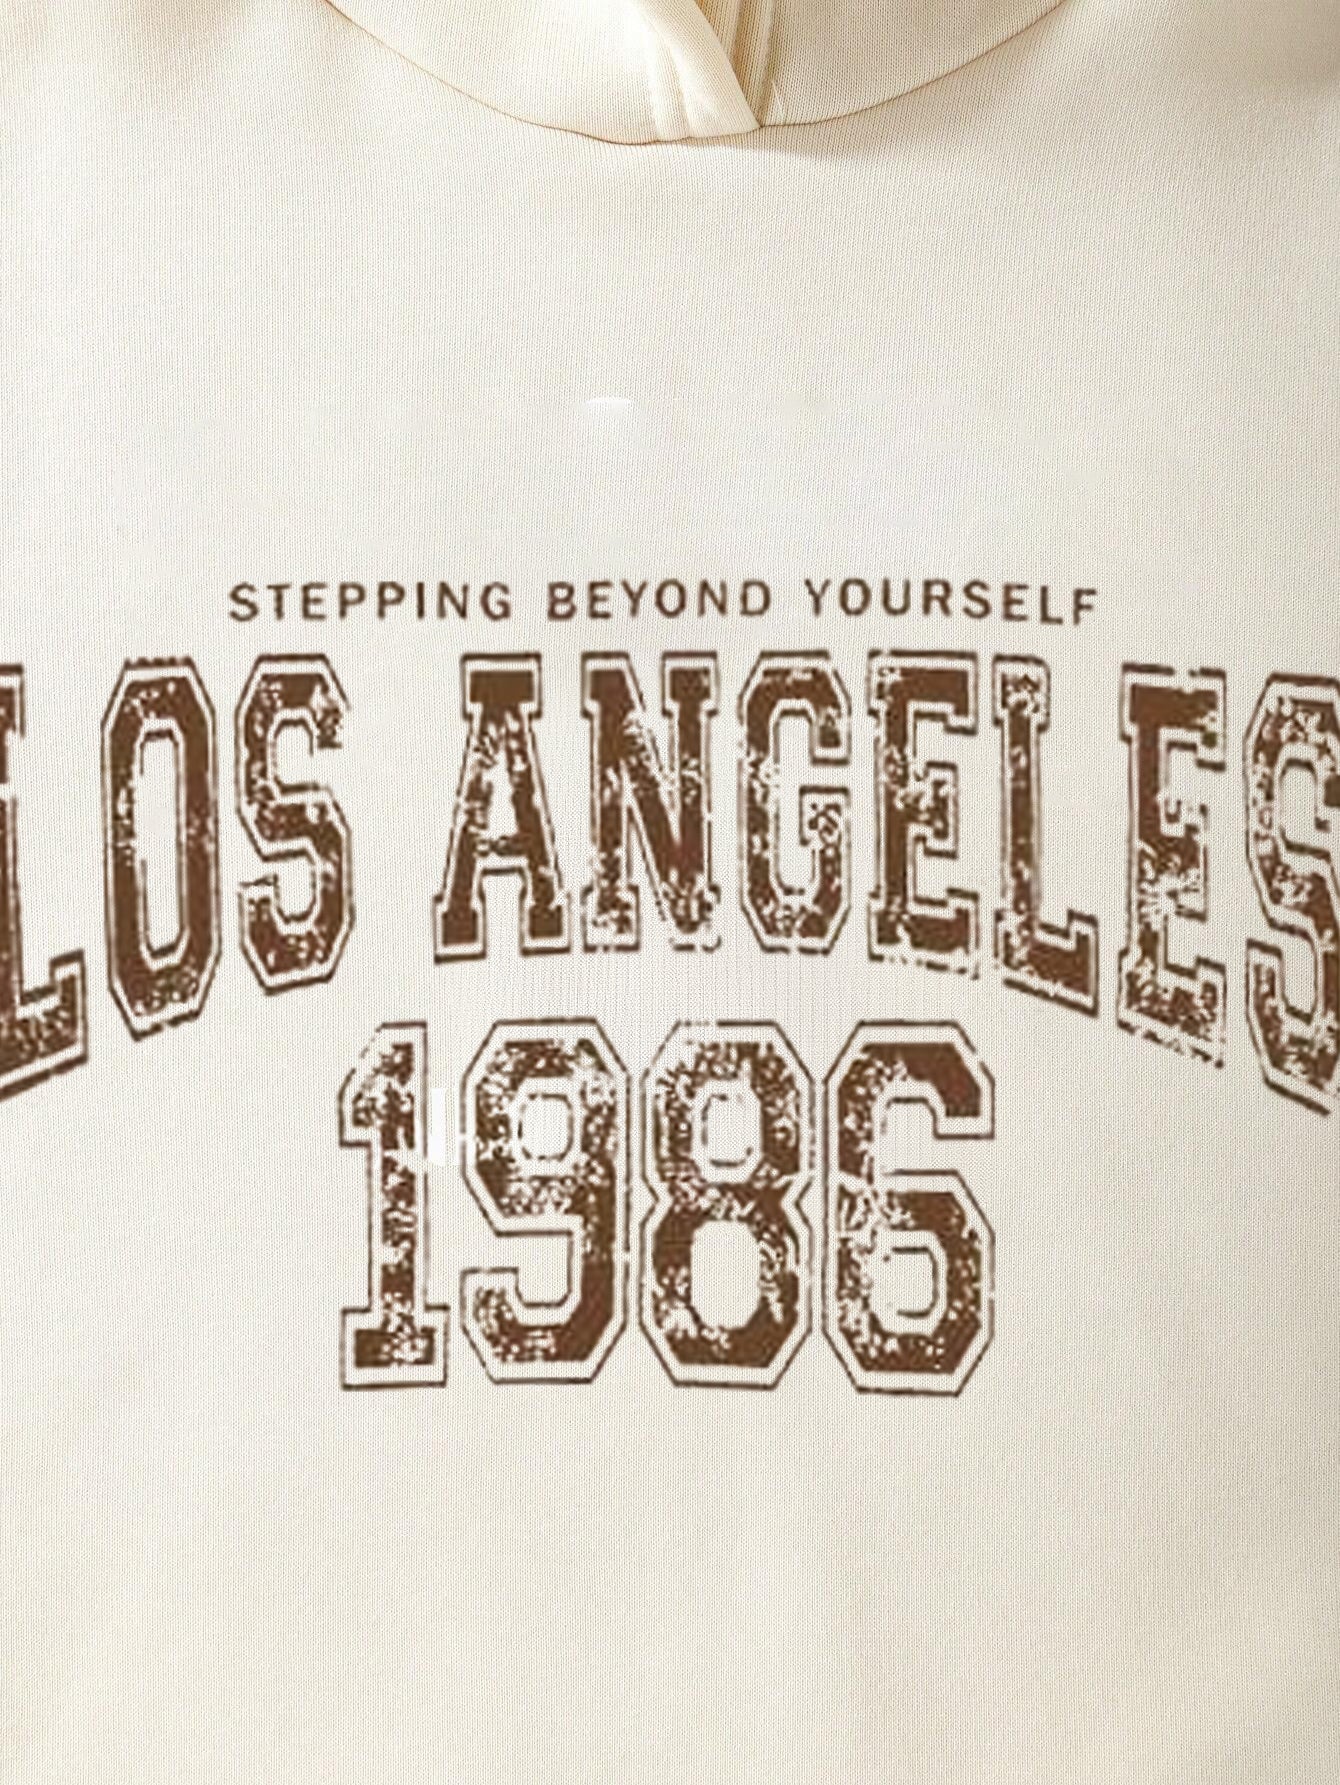 STEPPING BEYOND YOURSELF
LOS ANGELES
1986